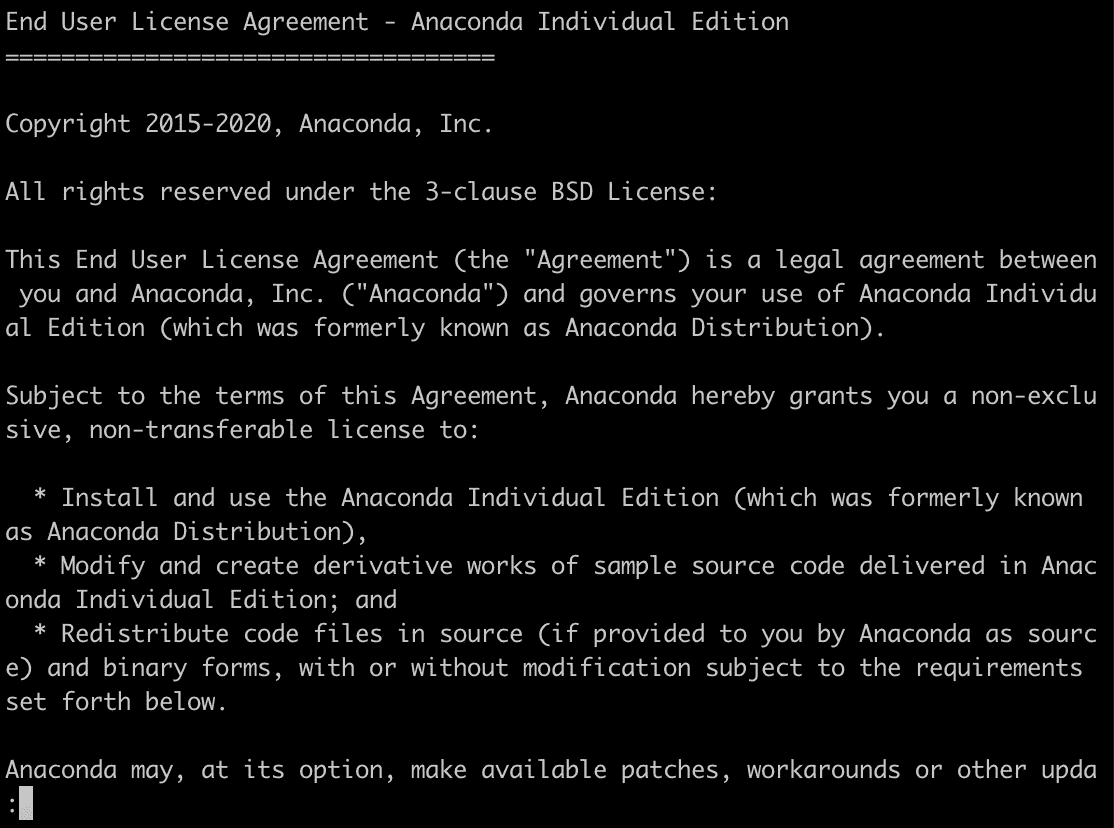 End User License Agreement - Anaconda Individual Edition
===================================
Copyright 2015-2020, Anaconda, Inc.
All rights reserved under the 3-clause BSD License:
This End User License Agreement (the "Agreement") is a legal agreement between
 you and Anaconda, Inc. ("Anaconda") and governs your use of Anaconda Individu
al Edition (which was formerly known as Anaconda Distribution).
Subject to the terms of this Agreement, Anaconda hereby grants you a non-exclu
sive, non-transferable license to:
  * Install and use the Anaconda Individual Edition (which was formerly known
as Anaconda Distribution),
  * Modify and create derivative works of sample source code delivered in Anac
onda Individual Edition; and
  * Redistribute code files in source (if provided to you by Anaconda as sourc
e) and binary forms, with or without modification subject to the requirements
set forth below.
Anaconda may, at its option, make available patches, workarounds or other upda
: